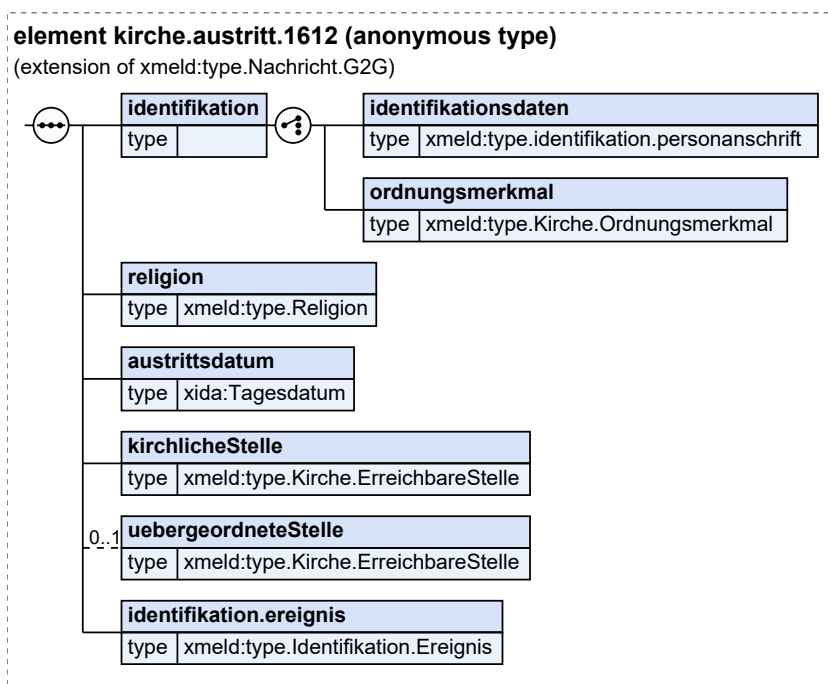 element kirche.austritt.1612 (anonymous type)
(extension of xmeld:type.Nachricht.G2G)
identifikation
type
identifikationsdaten
type xmeld:type.identifikation.personanschrift
ordnungsmerkmal
type xmeld:type.Kirche.Ordnungsmerkmal
religion
type xmeld:type.Religion
austrittsdatum
type xida:Tagesdatum
kirchlicheStelle
type xmeld:type.Kirche.ErreichbareStelle
0..1
uebergeordneteStelle
type xmeld:type.Kirche.ErreichbareStelle
identifikation.ereignis
type xmeld:type.Identifikation.Ereignis